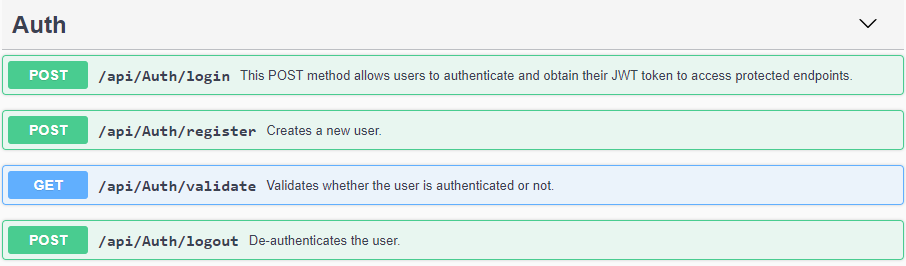 Auth
POST /api/Auth/login This POST method allows users to authenticate and obtain their JWT token to access protected endpoints.
POST /api/Auth/register Creates a new user.
GET /api/Auth/validate Validates whether the user is authenticated or not.
POST /api/Auth/logout De-authenticates the user.